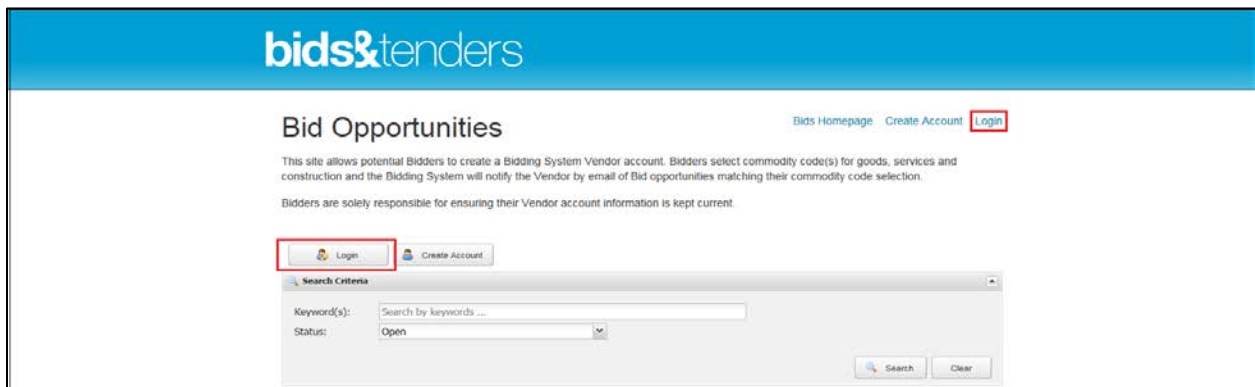 bids&tenders
Bid Opportunities
Bids Homepage Create Account Login
This site allows potential Bidders to create a Bidding System Vendor account. Bidders select commodity code(s) for goods, services and
construction and the Bidding System will notify the Vendor by email of Bid opportunities matching their commodity code selection.
Bidders are solely responsible for ensuring their Vendor account information is kept current.
Login Create Account
Search Criteria
Keyword(s): Search by keywords ...
Status: Open
Search Clear